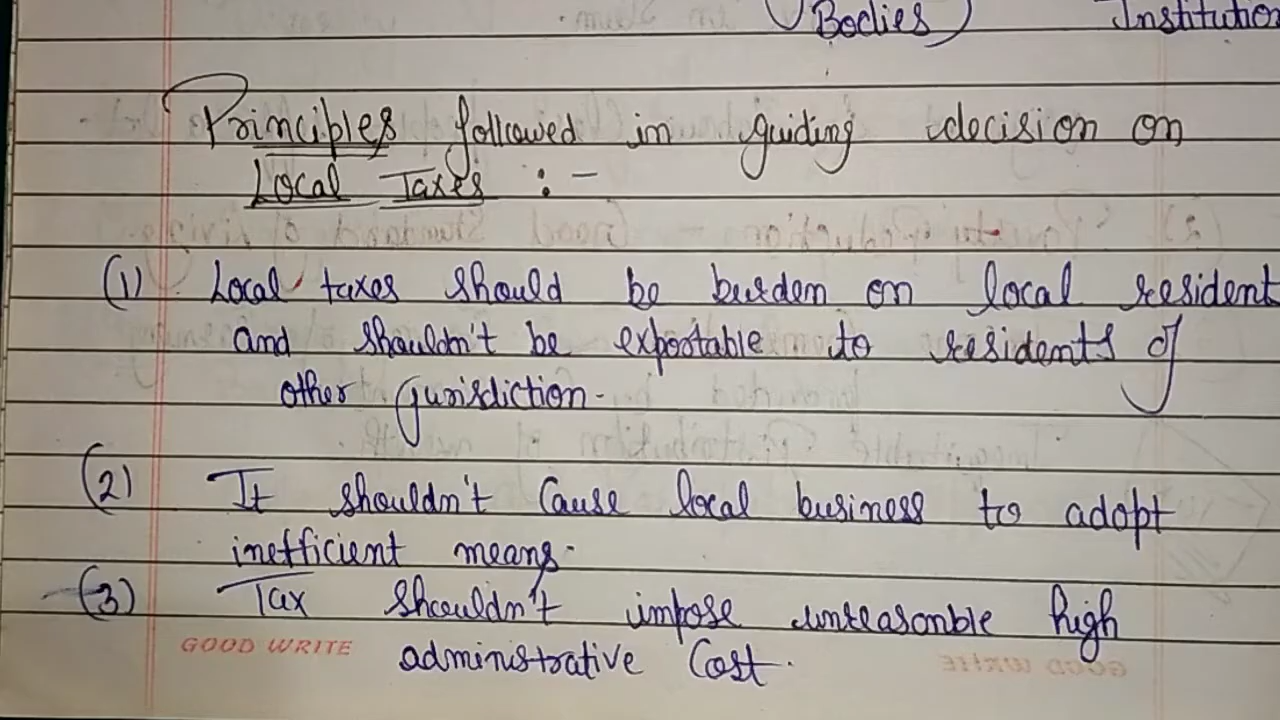 Bodies) Institution
Principles followed in guiding decision on
Local Taxes :-
(1) Local taxes should be burden on local resident
and shouldn't be exportable to residents of
other jurisdiction.
(2) It shouldn't cause local business to adopt
inefficient means.
(3) Tax shouldn't impose unreasonble high
administrative cost.
GOOD WRITE